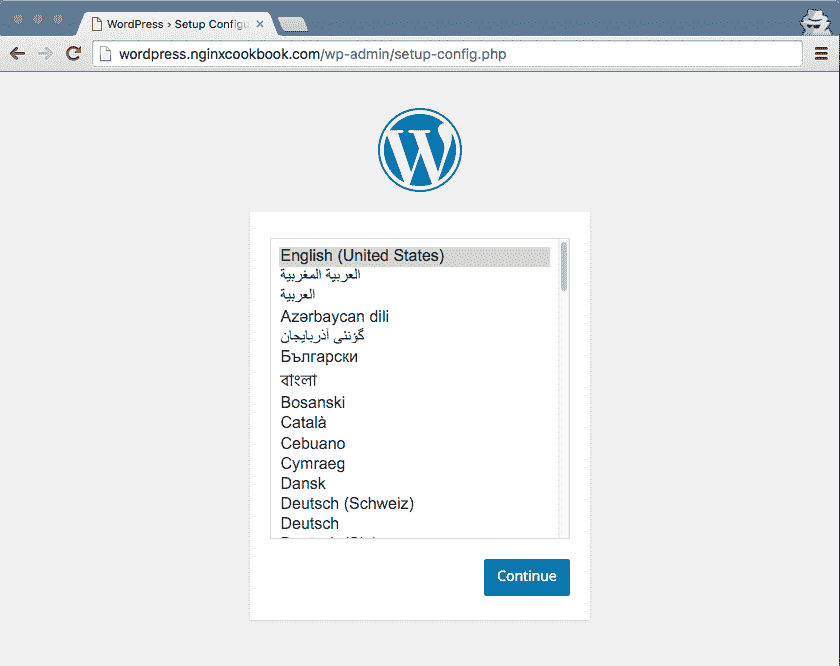 WordPress › Setup Configu
wordpress.nginxcookbook.com/wp-admin/setup-config.php
English (United States)
العربية المغربية
العربية
Azərbaycan dili
گؤنئی آذربایجان
Български
বাংলা
Bosanski
Català
Cebuano
Cymraeg
Dansk
Deutsch (Schweiz)
Deutsch
Continue